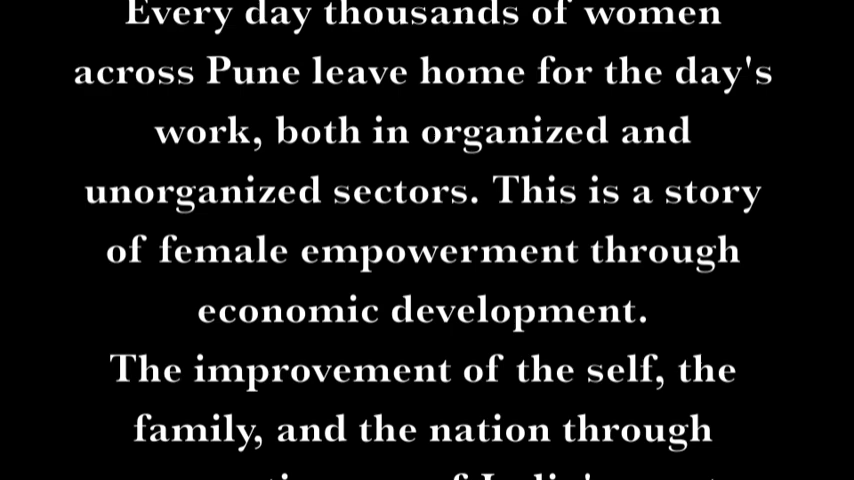 Every day thousands of women
across Pune leave home for the day's
work, both in organized and
unorganized sectors. This is a story
of female empowerment through
economic development.
The improvement of the self, the
family, and the nation through
of India's